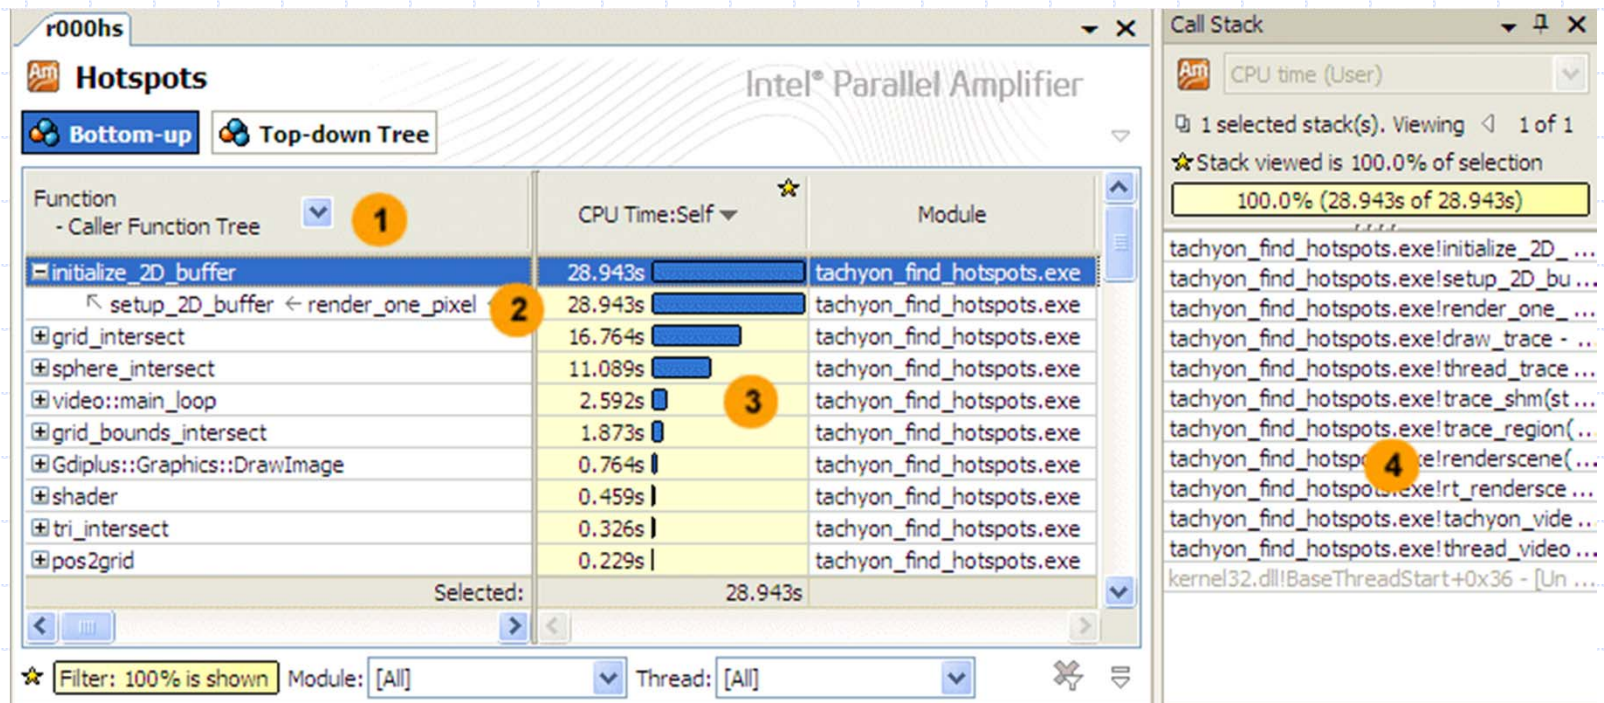 r000hs
Hotspots
Intel® Parallel Amplifier
Bottom-up Top-down Tree
Function
- Caller Function Tree
1
CPU Time:Self
Module
initialize_2D_buffer 28.943s tachyon_find_hotspots.exe
setup_2D_buffer ← render_one_pixel 2 28.943s tachyon_find_hotspots.exe
grid_intersect 16.764s tachyon_find_hotspots.exe
sphere_intersect 11.089s tachyon_find_hotspots.exe
video::main_loop 2.592s 3 tachyon_find_hotspots.exe
grid_bounds_intersect 1.873s tachyon_find_hotspots.exe
Gdiplus::Graphics::DrawImage 0.764s tachyon_find_hotspots.exe
shader 0.459s tachyon_find_hotspots.exe
tri_intersect 0.326s tachyon_find_hotspots.exe
pos2grid 0.229s tachyon_find_hotspots.exe
Selected: 28.943s
Filter: 100% is shown Module: [All] Thread: [All]
Call Stack
Am CPU time (User)
1 selected stack(s). Viewing 1 of 1
Stack viewed is 100.0% of selection
100.0% (28.943s of 28.943s)
tachyon_find_hotspots.exe!initialize_2D_ ...
tachyon_find_hotspots.exe!setup_2D_bu ...
tachyon_find_hotspots.exe!render_one_ ...
tachyon_find_hotspots.exe!draw_trace - ...
tachyon_find_hotspots.exe!thread_trace ...
tachyon_find_hotspots.exe!trace_shm(st ...
tachyon_find_hotspots.exe!trace_region( ...
tachyon_find_hotspo 4 e!renderscene( ...
tachyon_find_hotspots.exe!rt_rendersce ...
tachyon_find_hotspots.exe!tachyon_vide ...
tachyon_find_hotspots.exe!thread_video ...
kernel32.dll!BaseThreadStart+0x36 - [Un ...